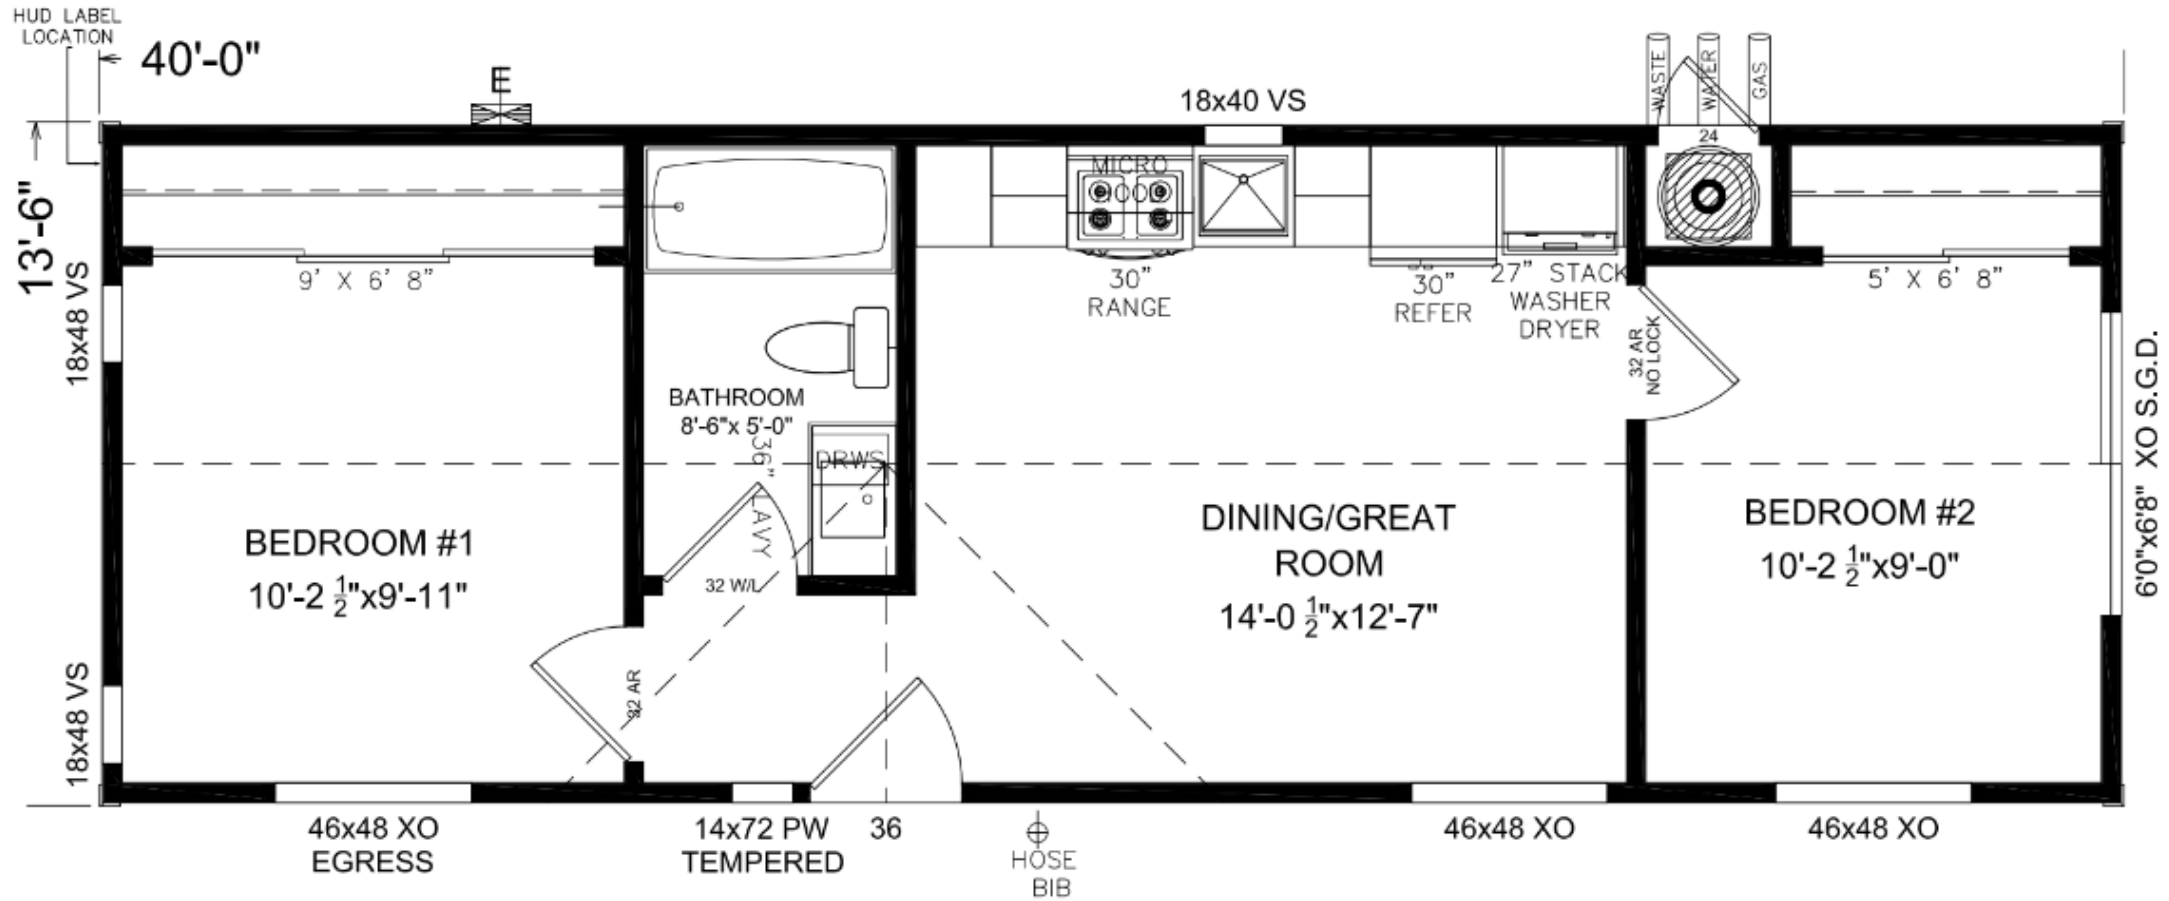 HUD LABEL
LOCATION
40'-0"
13'-6"
E
18x40 VS
WASTE
WATER
GAS
24
MICRO
HOOD
9' X 6' 8"
30"
RANGE
30"
REFER
27" STACK
WASHER
DRYER
5' X 6' 8"
18x48 VS
32 AR
NO LOCK
6'0"x6'8" XO S.G.D.
BATHROOM
8'-6"x 5'-0"
36"
LAVY
DRWS
BEDROOM #1
10'-2 1/2"x9'-11"
DINING/GREAT
ROOM
14'-0 1/2"x12'-7"
BEDROOM #2
10'-2 1/2"x9'-0"
32 W/L
32 AR
18x48 VS
46x48 XO
EGRESS
14x72 PW
TEMPERED
36
HOSE
BIB
46x48 XO
46x48 XO